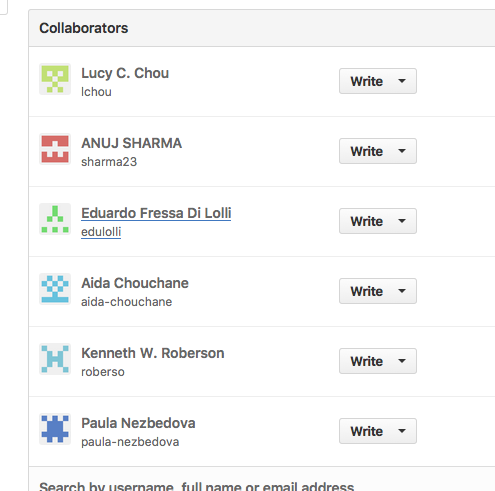 Collaborators
Lucy C. Chou
lchou
Write
ANUJ SHARMA
sharma23
Write
Eduardo Fressa Di Lolli
edulolli
Write
Aida Chouchane
aida-chouchane
Write
Kenneth W. Roberson
roberso
Write
Paula Nezbedova
paula-nezbedova
Write
Search by username, full name or email address